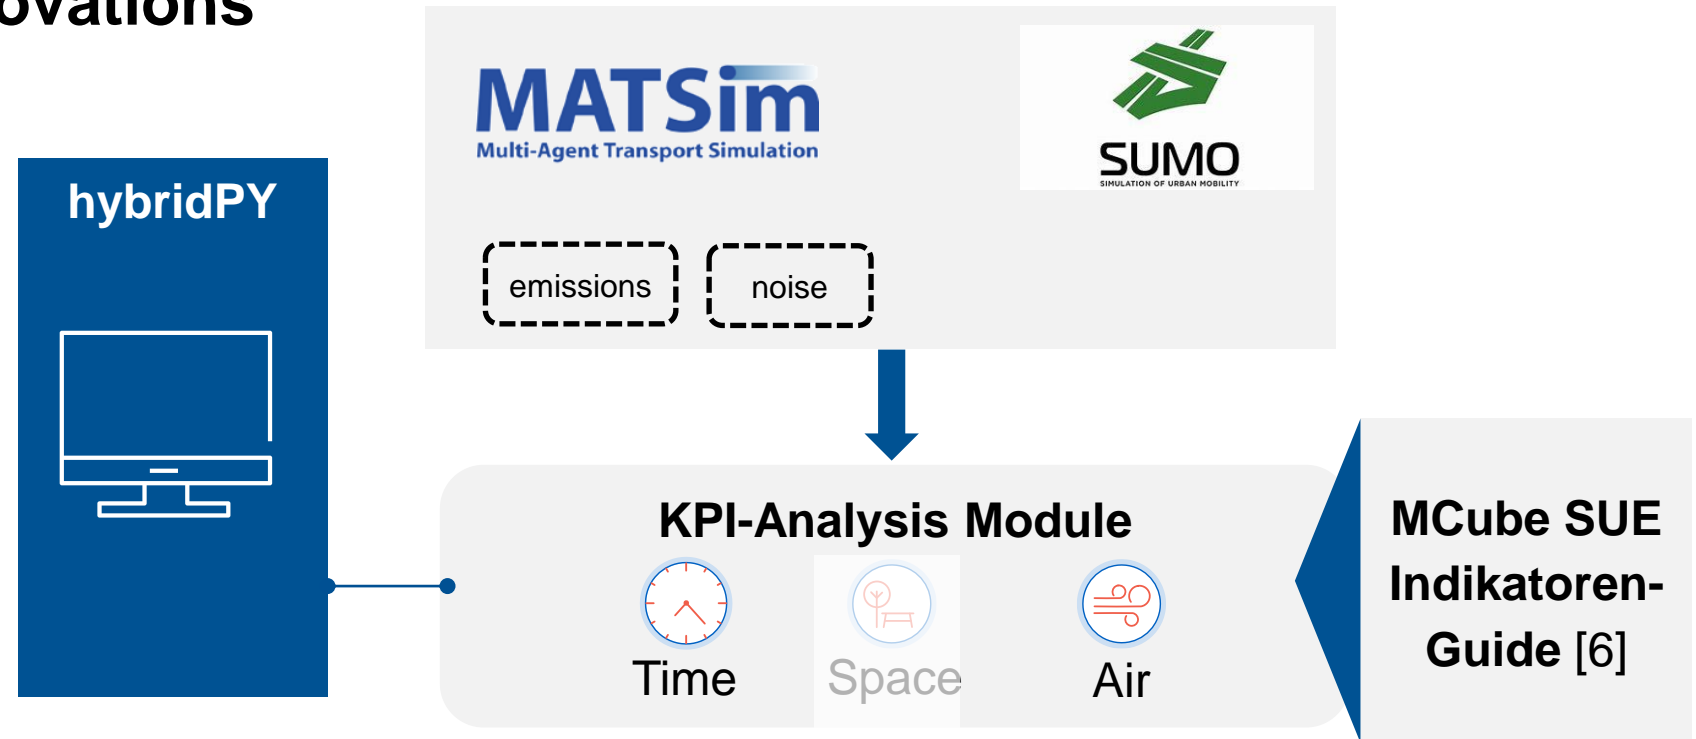 ovations
MATSim
Multi-Agent Transport Simulation
SUMO
SIMULATION OF URBAN MOBILITY
hybridPY
emissions
noise
KPI-Analysis Module
Time
Space
Air
MCube SUE
Indikatoren-
Guide [6]